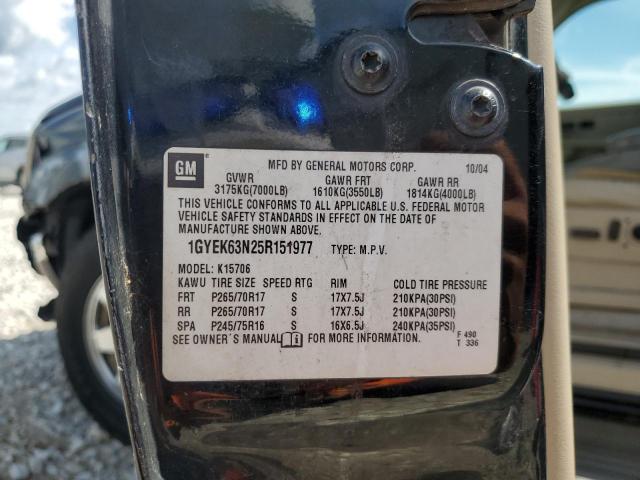 GM
MFD BY GENERAL MOTORS CORP. 10/04
GVWR GAWR FRT GAWR RR
3175KG(7000LB) 1610KG(3550LB) 1814KG(4000LB)
THIS VEHICLE CONFORMS TO ALL APPLICABLE U.S. FEDERAL MOTOR
VEHICLE SAFETY STANDARDS IN EFFECT ON THE DATE OF
MANUFACTURE SHOWN ABOVE.
1GYEK63N25R151977 TYPE: M.P.V.
MODEL: K15706
KAWU TIRE SIZE SPEED RTG RIM COLD TIRE PRESSURE
FRT P265/70R17 S 17X7.5J 210KPA(30PSI)
RR P265/70R17 S 17X7.5J 210KPA(30PSI)
SPA P245/75R16 S 16X6.5J 240KPA(35PSI)
SEE OWNER'S MANUAL FOR MORE INFORMATION. F 490
T 336